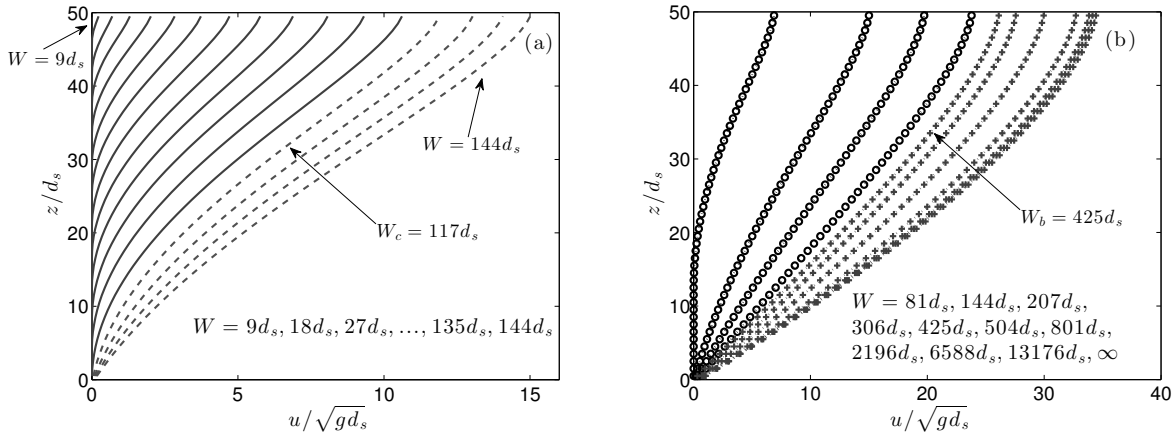 50
40
30
20
10
0
z/d_s
0
5
10
15
u/√gd_s
(a)
W = 9d_s
W = 144d_s
W_c = 117d_s
W = 9d_s, 18d_s, 27d_s, ..., 135d_s, 144d_s
50
40
30
20
10
0
z/d_s
0
10
20
30
40
u/√gd_s
(b)
W_b = 425d_s
W = 81d_s, 144d_s, 207d_s,
306d_s, 425d_s, 504d_s, 801d_s,
2196d_s, 6588d_s, 13176d_s, ∞